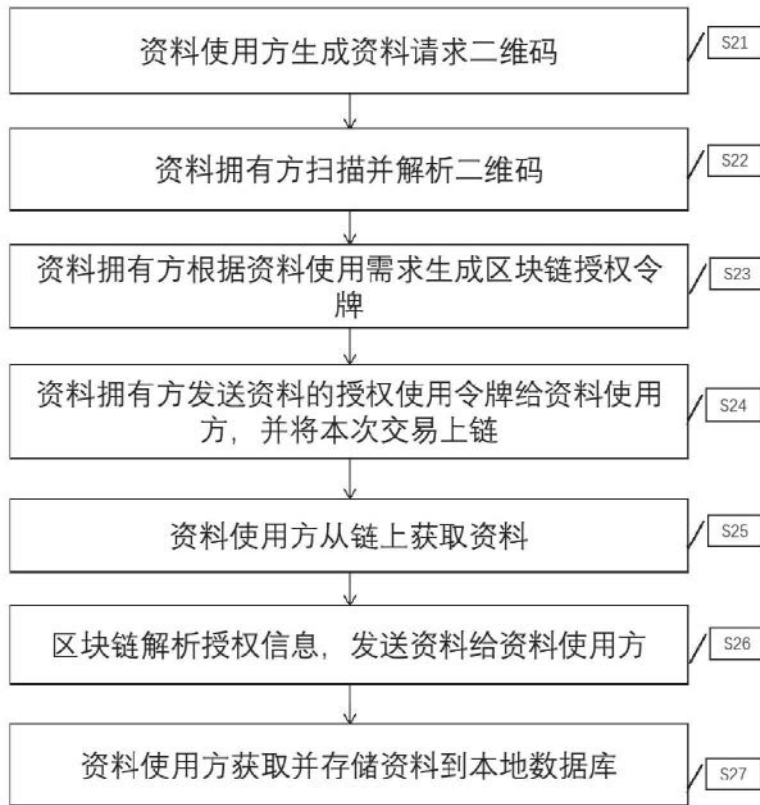 资料使用方生成资料请求二维码
S21
资料拥有方扫描并解析二维码
S22
资料拥有方根据资料使用需求生成区块链授权令
牌
S23
资料拥有方发送资料的授权使用令牌给资料使用
方，并将本次交易上链
S24
资料使用方从链上获取资料
S25
区块链解析授权信息，发送资料给资料使用方
S26
资料使用方获取并存储资料到本地数据库
S27